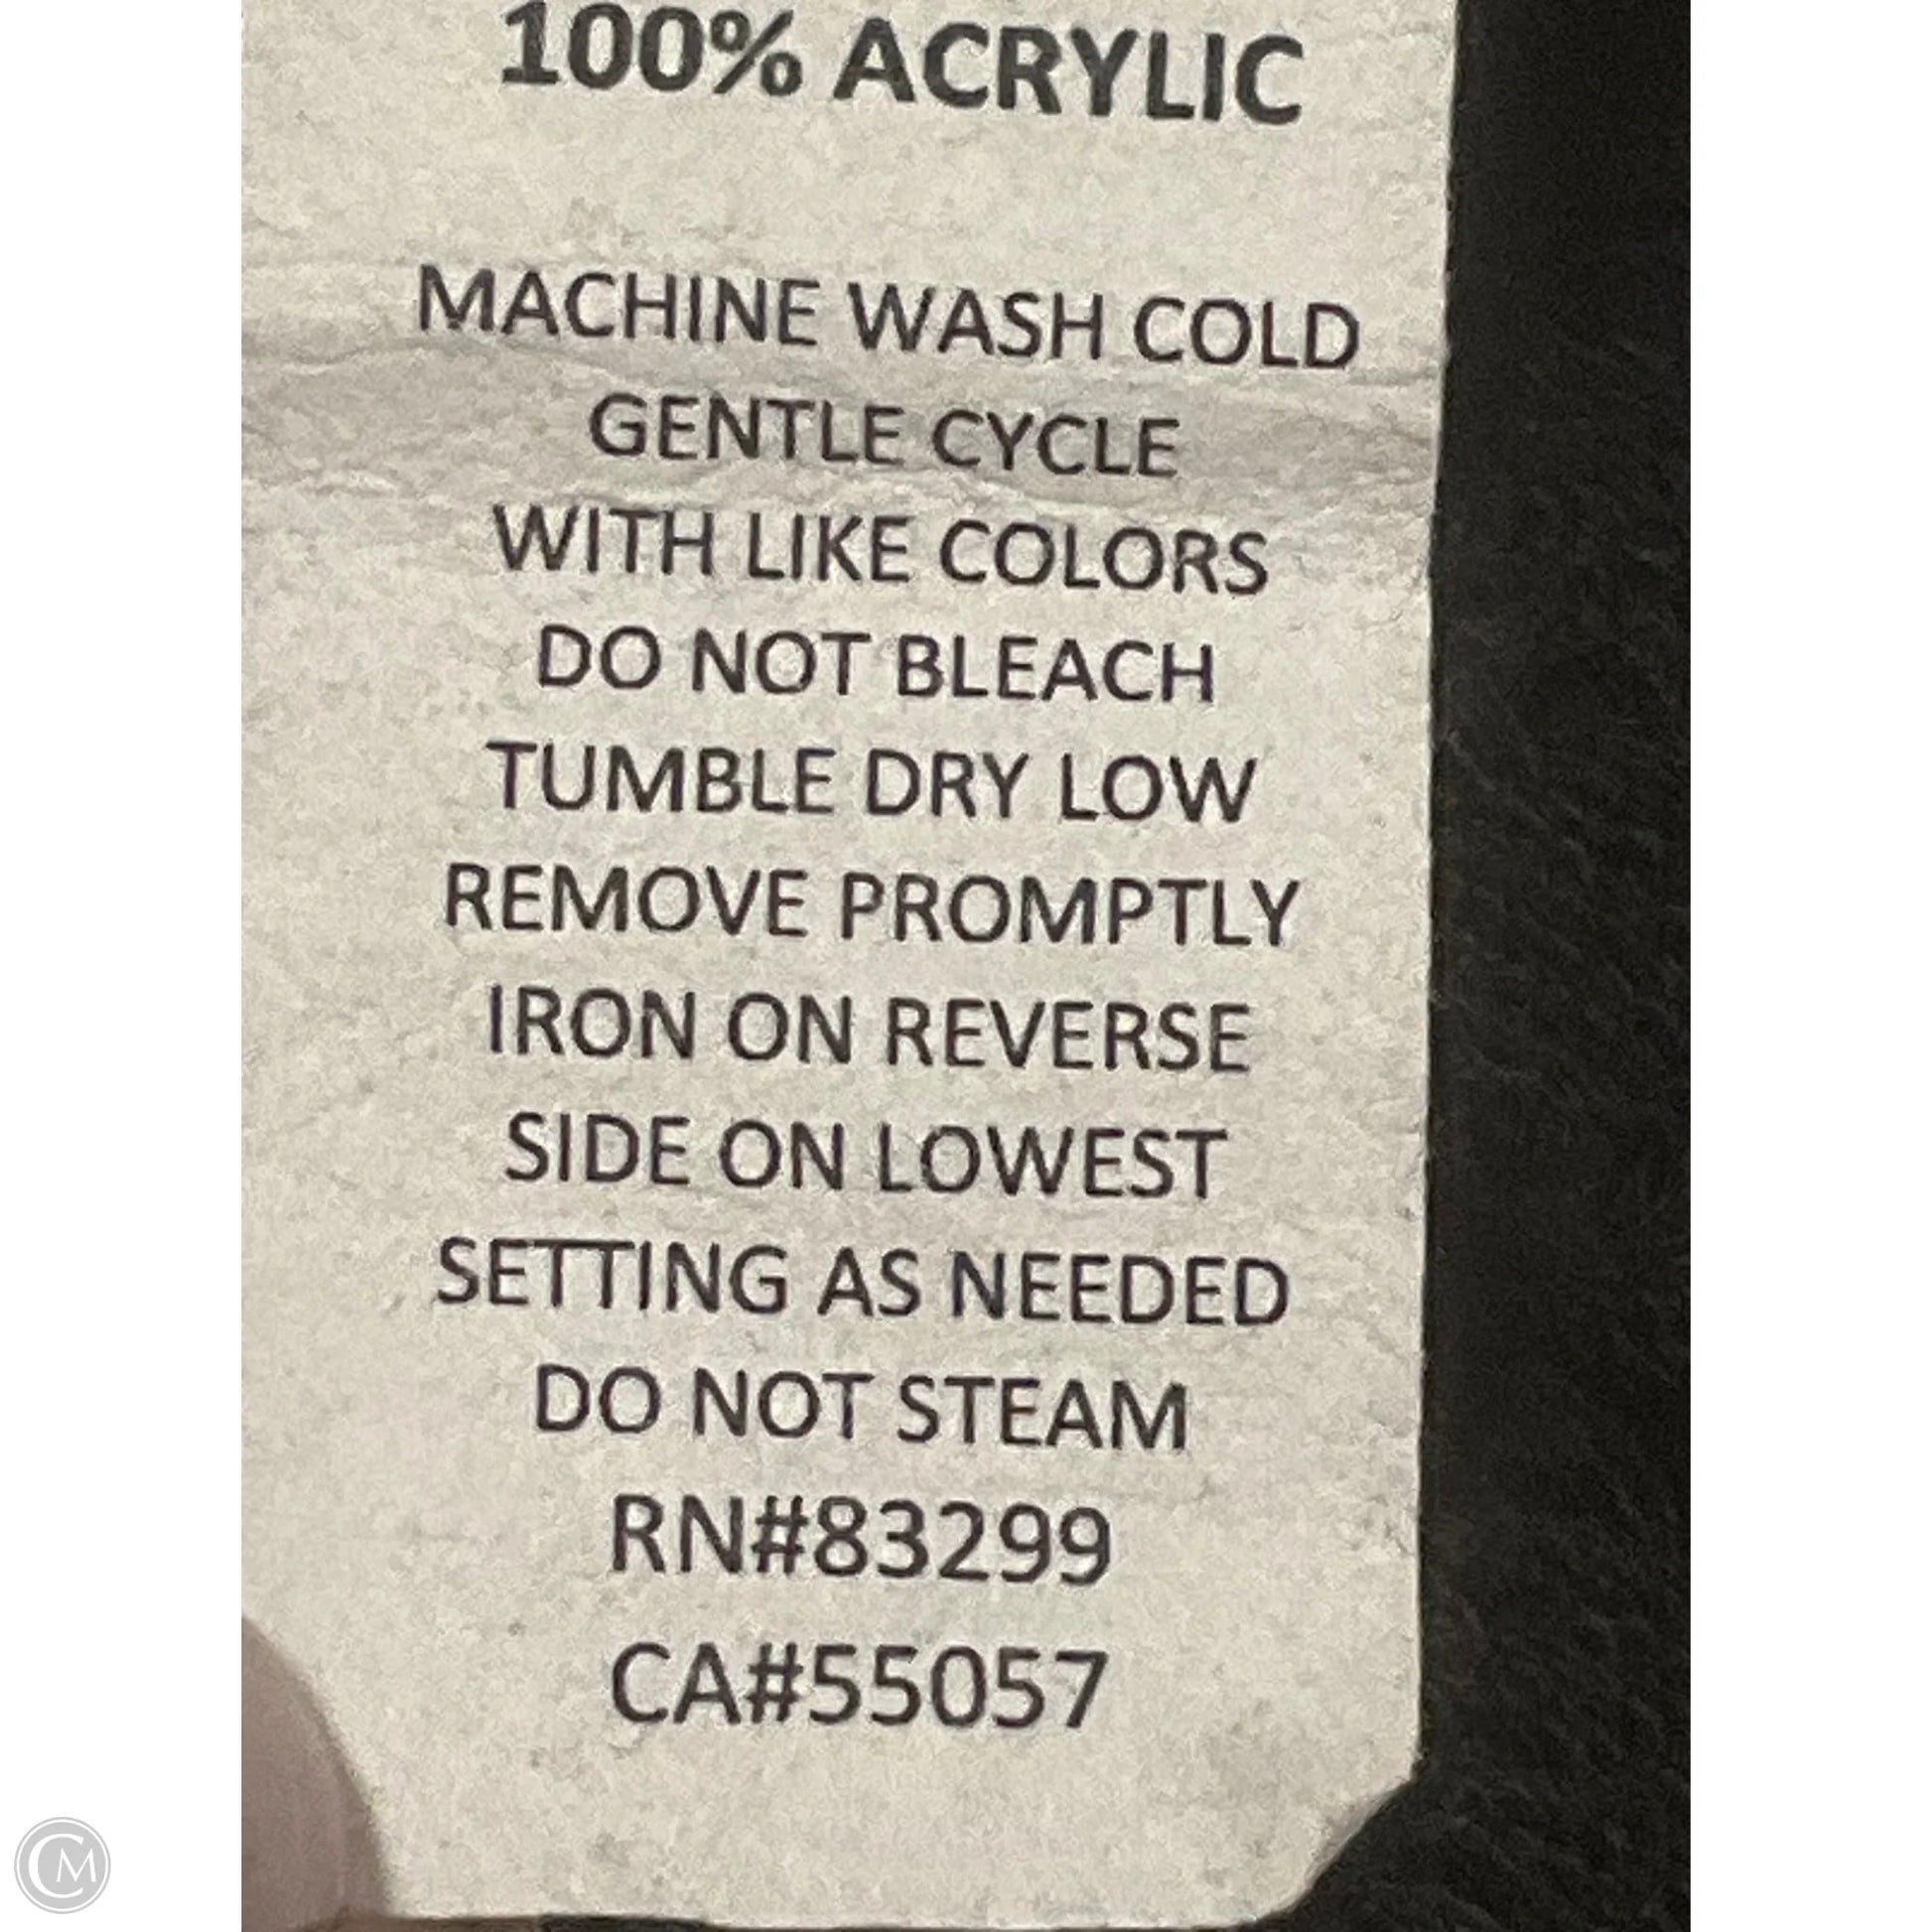 100% ACRYLIC
MACHINE WASH COLD
GENTLE CYCLE
WITH LIKE COLORS
DO NOT BLEACH
TUMBLE DRY LOW
REMOVE PROMPTLY
IRON ON REVERSE
SIDE ON LOWEST
SETTING AS NEEDED
DO NOT STEAM
RN#83299
CA#55057
CM